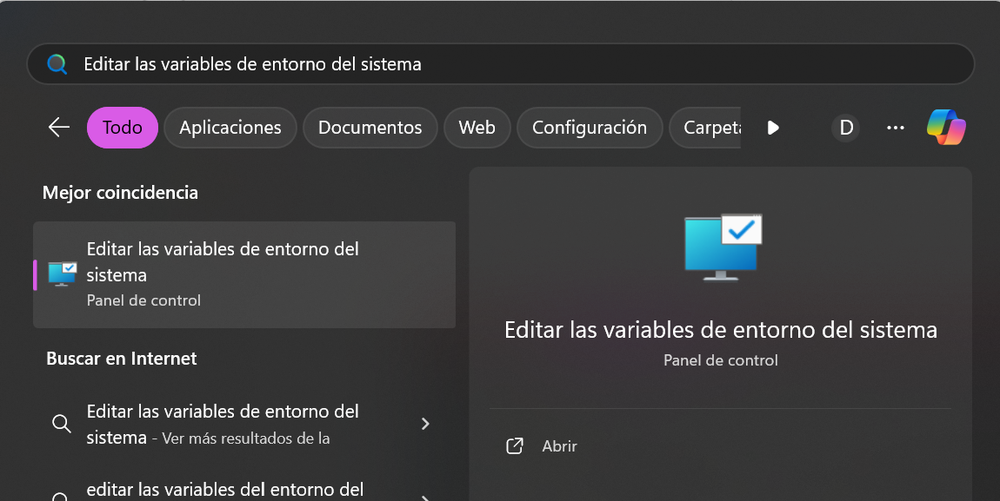 Editar las variables de entorno del sistema
Todo
Aplicaciones
Documentos
Web
Configuración
D
Mejor coincidencia
Editar las variables de entorno del
sistema
Panel de control
Buscar en Internet
Editar las variables de entorno del
sistema - Ver más resultados de la
editar las variables del entorno del
Editar las variables de entorno del sistema
Panel de control
Abrir